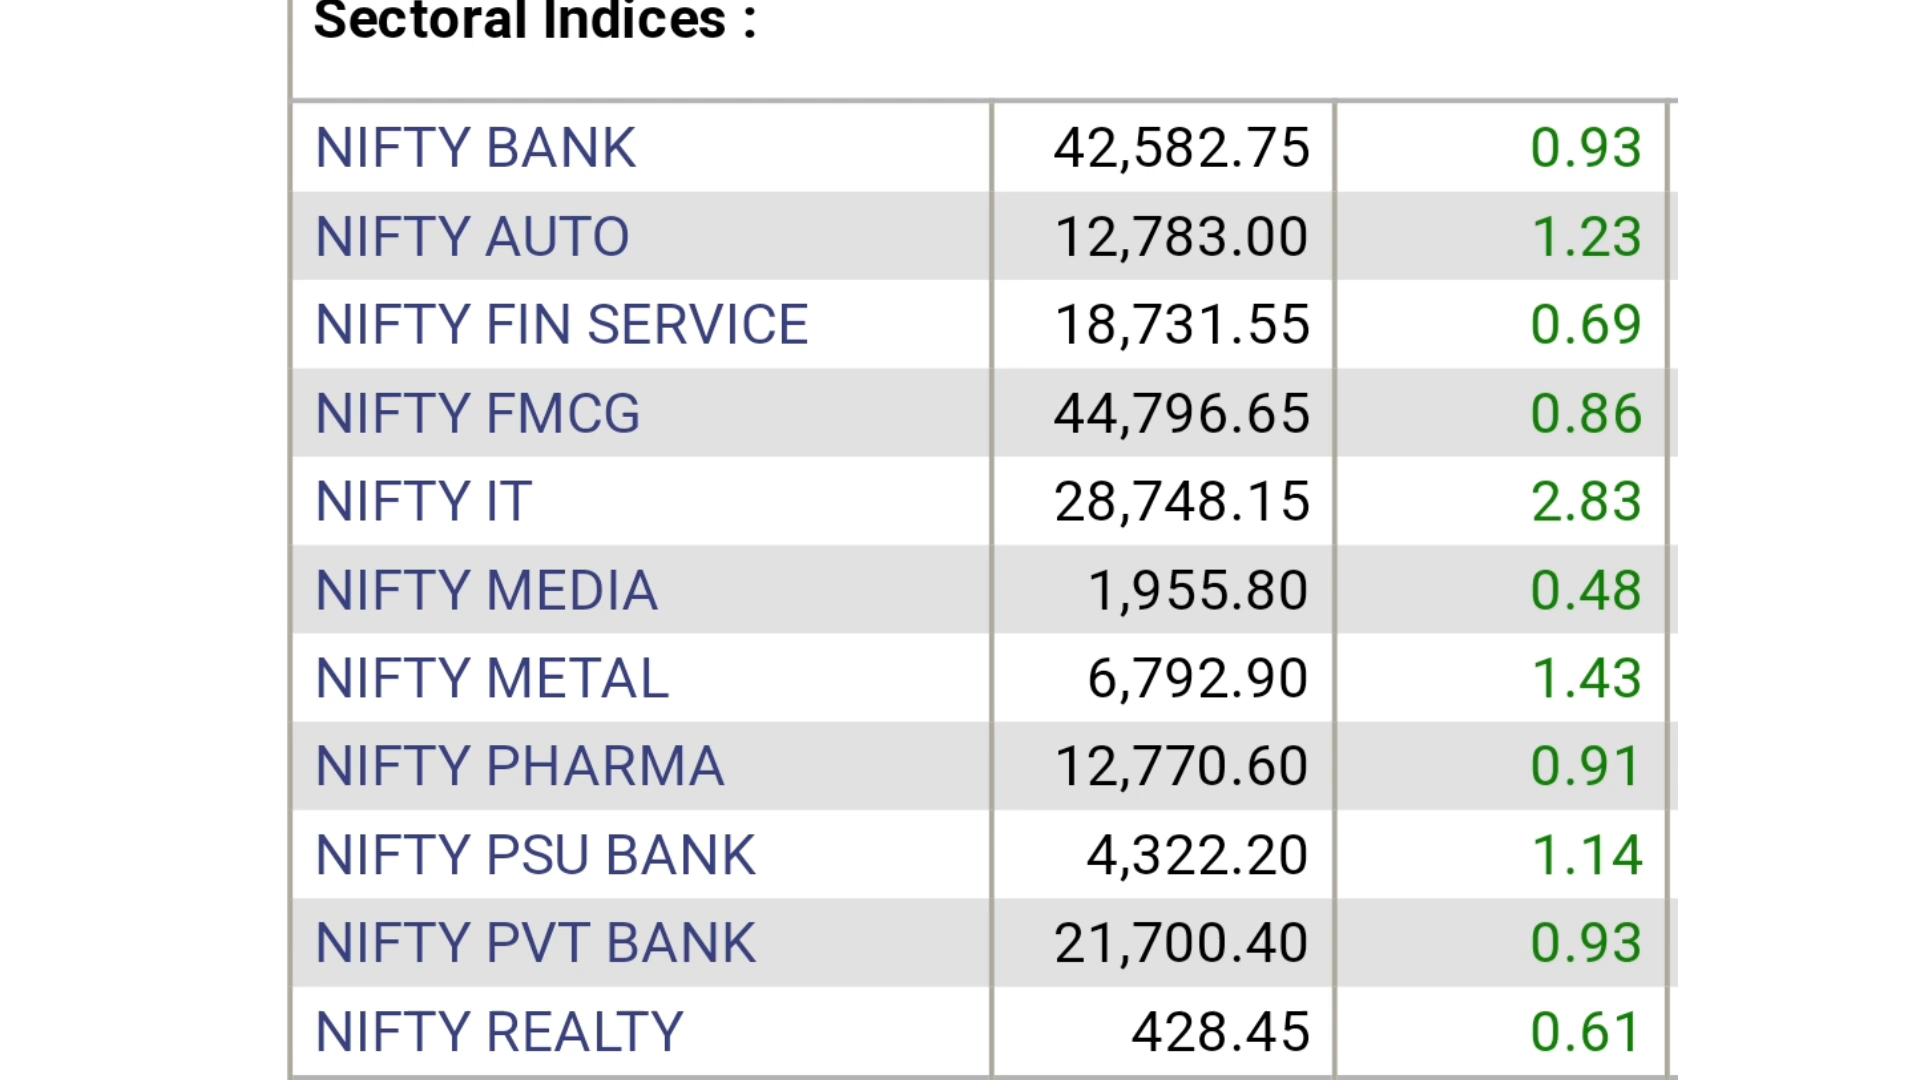 Sectoral Indices :
NIFTY BANK 42,582.75 0.93
NIFTY AUTO 12,783.00 1.23
NIFTY FIN SERVICE 18,731.55 0.69
NIFTY FMCG 44,796.65 0.86
NIFTY IT 28,748.15 2.83
NIFTY MEDIA 1,955.80 0.48
NIFTY METAL 6,792.90 1.43
NIFTY PHARMA 12,770.60 0.91
NIFTY PSU BANK 4,322.20 1.14
NIFTY PVT BANK 21,700.40 0.93
NIFTY REALTY 428.45 0.61